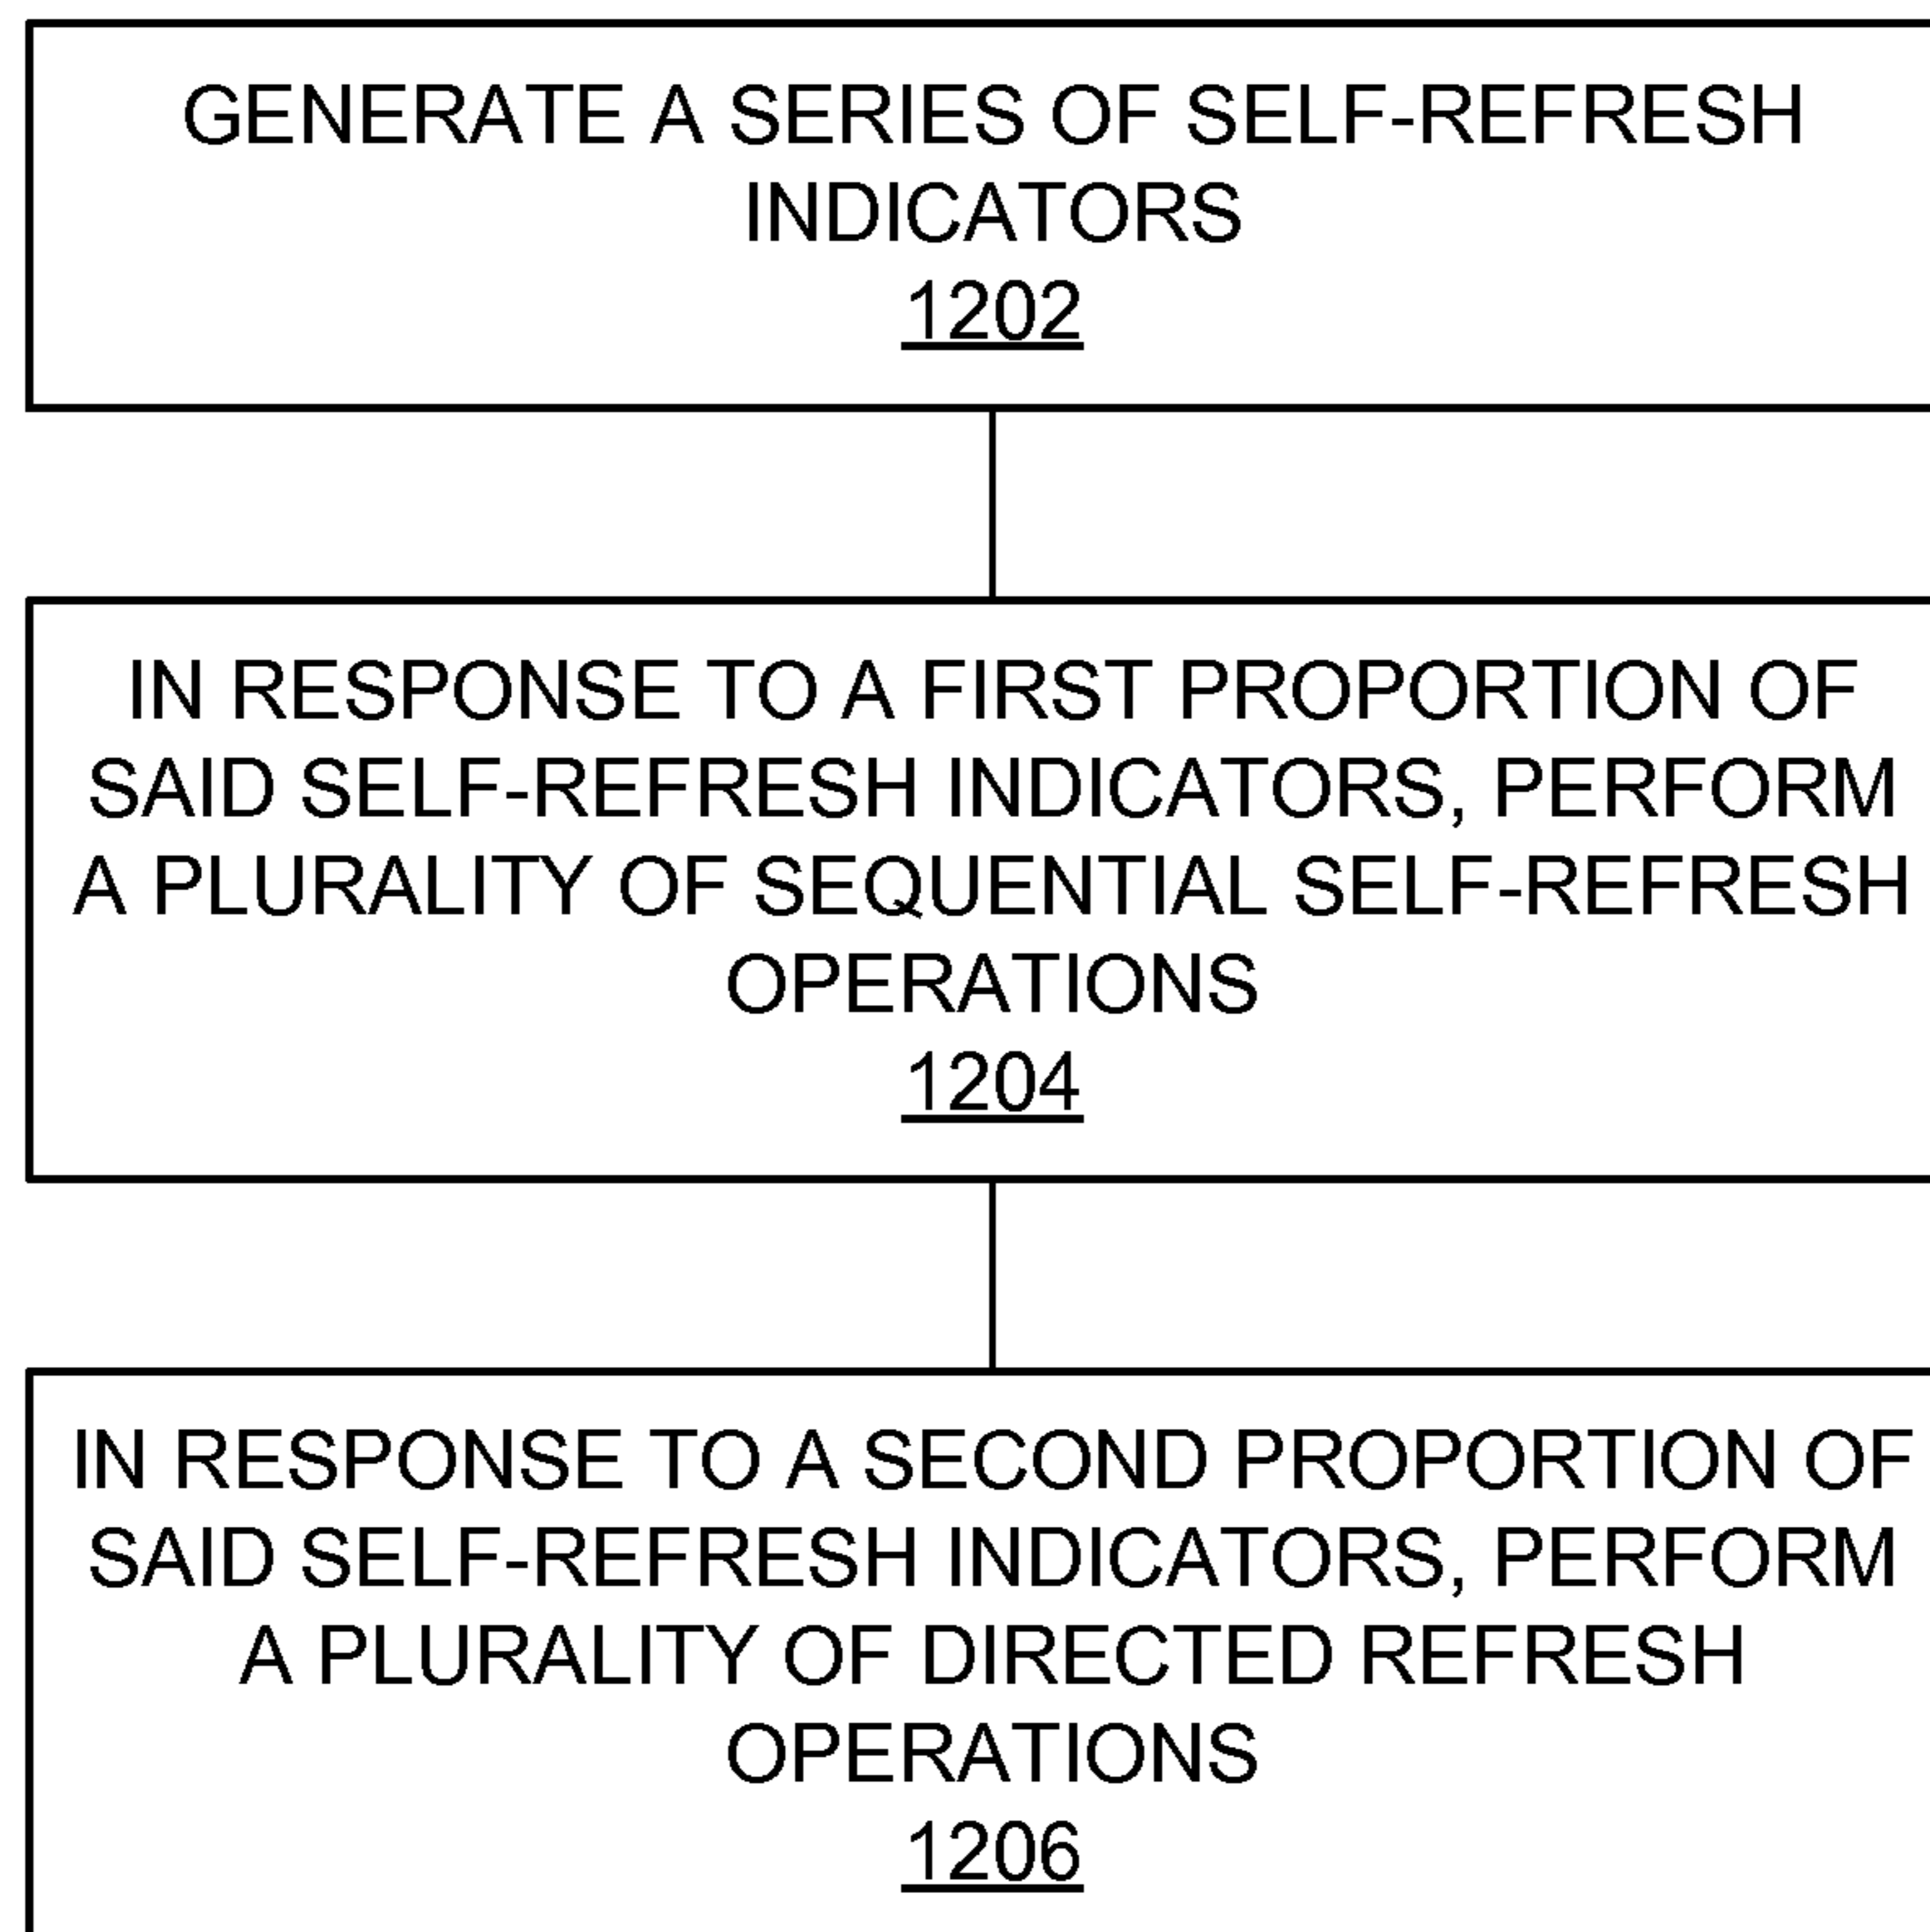 GENERATE A SERIES OF SELF-REFRESH
INDICATORS
1202
IN RESPONSE TO A FIRST PROPORTION OF
SAID SELF-REFRESH INDICATORS, PERFORM
A PLURALITY OF SEQUENTIAL SELF-REFRESH
OPERATIONS
1204
IN RESPONSE TO A SECOND PROPORTION OF
SAID SELF-REFRESH INDICATORS, PERFORM
A PLURALITY OF DIRECTED REFRESH
OPERATIONS
1206